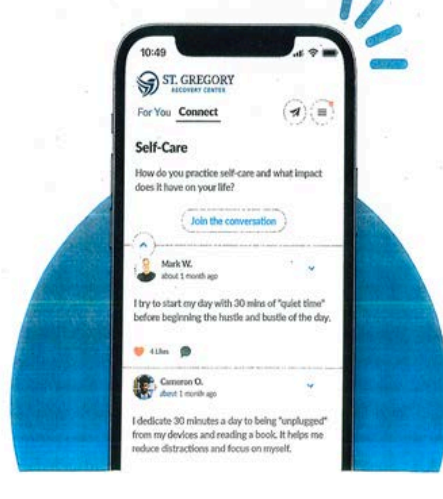 10:49
ST. GREGORY
RECOVERY CENTER
For You Connect
Self-Care
How do you practice self-care and what impact
does it have on your life?
Join the conversation
Mark W.
about 1 month ago
I try to start my day with 30 mins of "quiet time"
before beginning the hustle and bustle of the day.
4 Likes
Cameron O.
about 1 month ago
I dedicate 30 minutes a day to being "unplugged"
from my devices and reading a book. It helps me
reduce distractions and focus on myself.